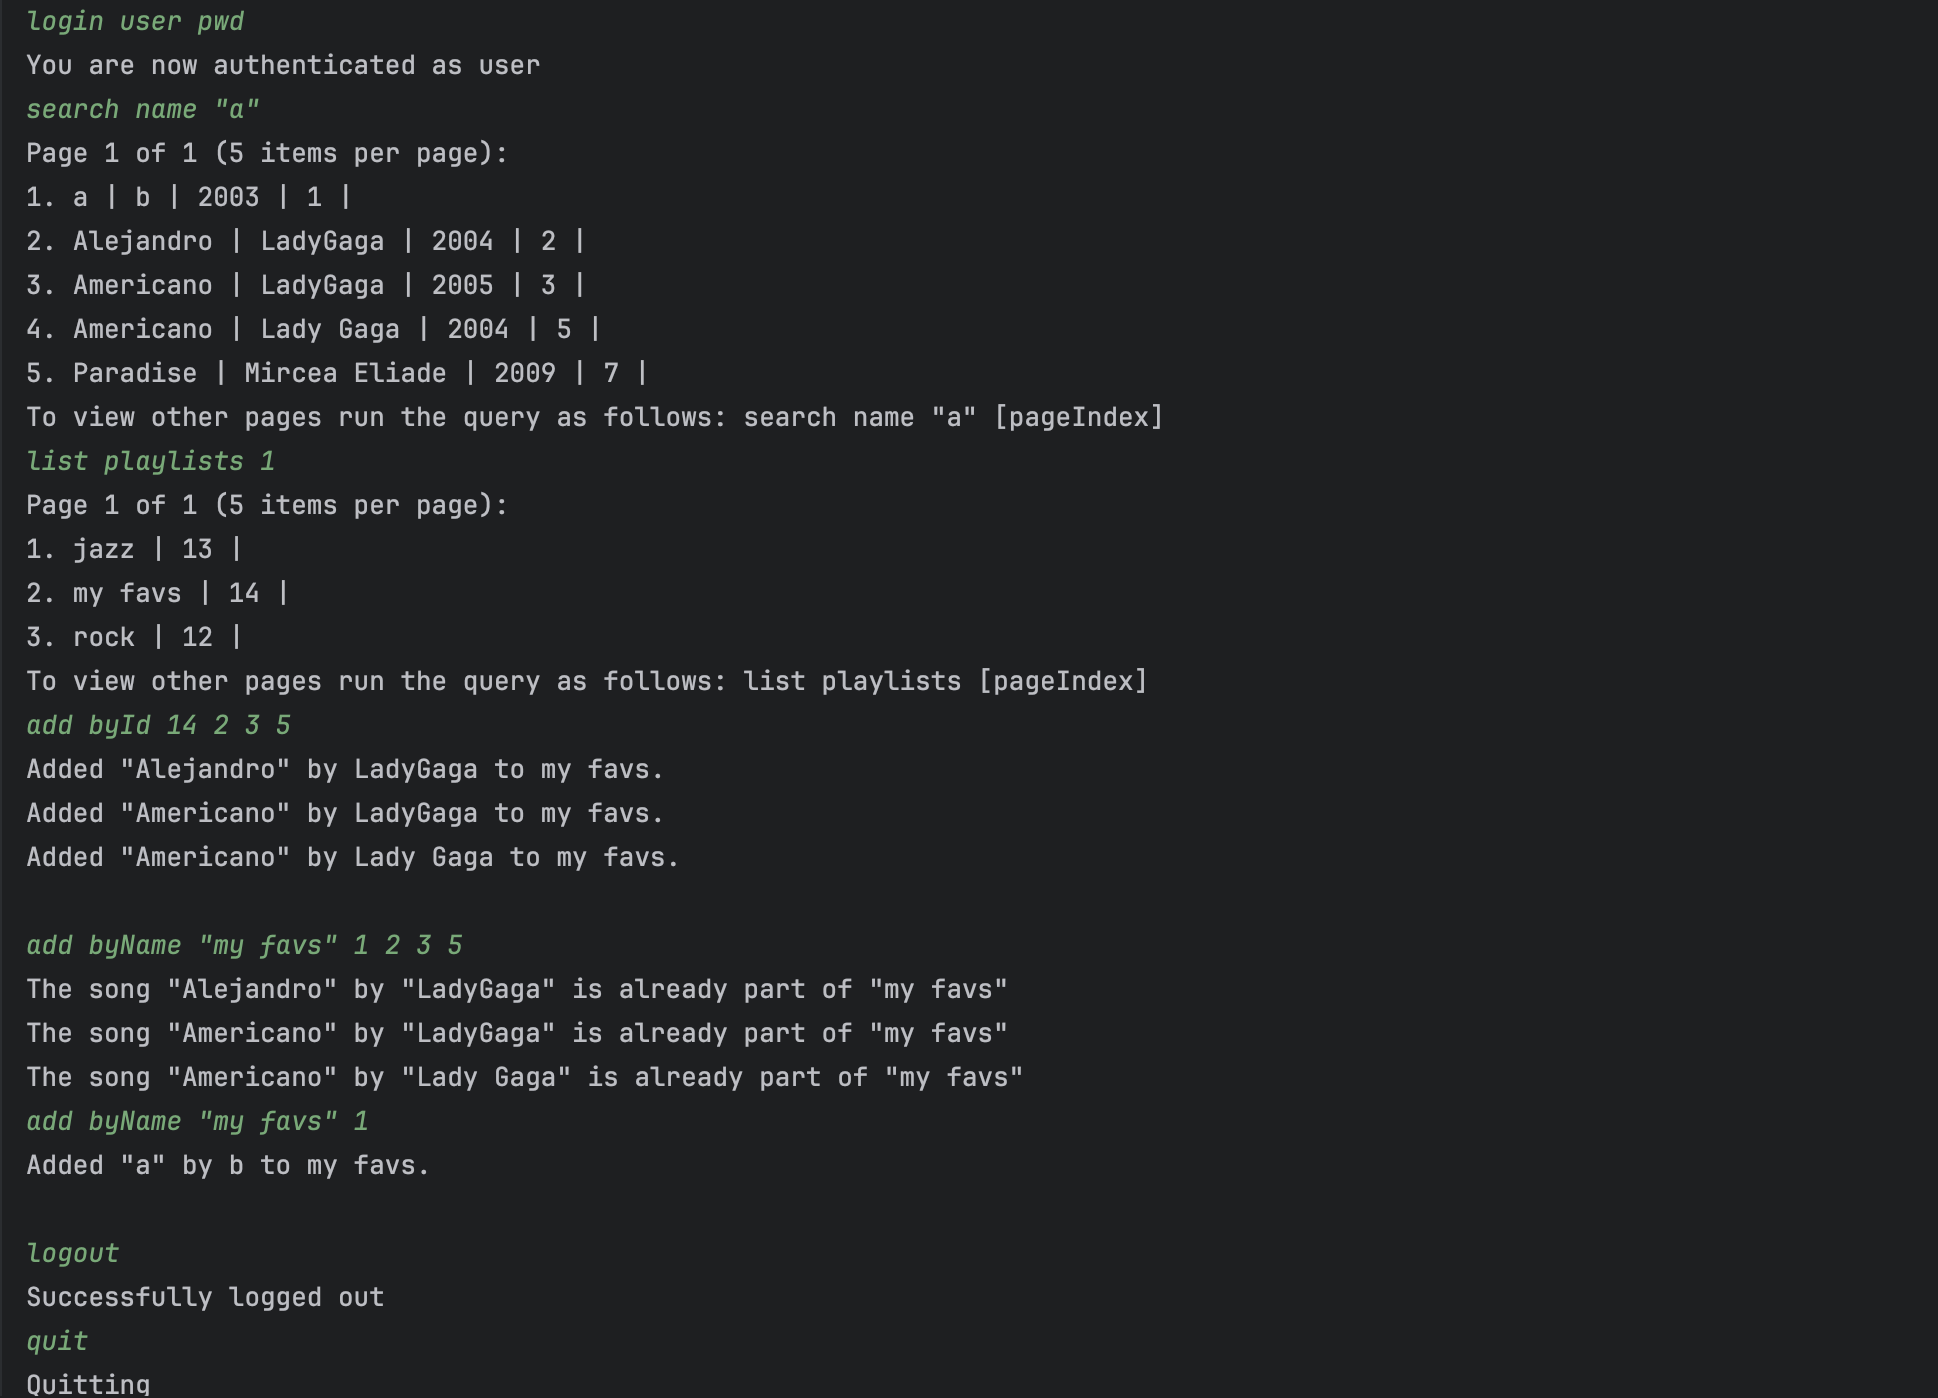 login user pwd
You are now authenticated as user
search name "a"
Page 1 of 1 (5 items per page):
1. a | b | 2003 | 1 |
2. Alejandro | LadyGaga | 2004 | 2 |
3. Americano | LadyGaga | 2005 | 3 |
4. Americano | Lady Gaga | 2004 | 5 |
5. Paradise | Mircea Eliade | 2009 | 7 |
To view other pages run the query as follows: search name "a" [pageIndex]
list playlists 1
Page 1 of 1 (5 items per page):
1. jazz | 13 |
2. my favs | 14 |
3. rock | 12 |
To view other pages run the query as follows: list playlists [pageIndex]
add byId 14 2 3 5
Added "Alejandro" by LadyGaga to my favs.
Added "Americano" by LadyGaga to my favs.
Added "Americano" by Lady Gaga to my favs.
add byName "my favs" 1 2 3 5
The song "Alejandro" by "LadyGaga" is already part of "my favs"
The song "Americano" by "LadyGaga" is already part of "my favs"
The song "Americano" by "Lady Gaga" is already part of "my favs"
add byName "my favs" 1
Added "a" by b to my favs.
logout
Successfully logged out
quit
Quitting